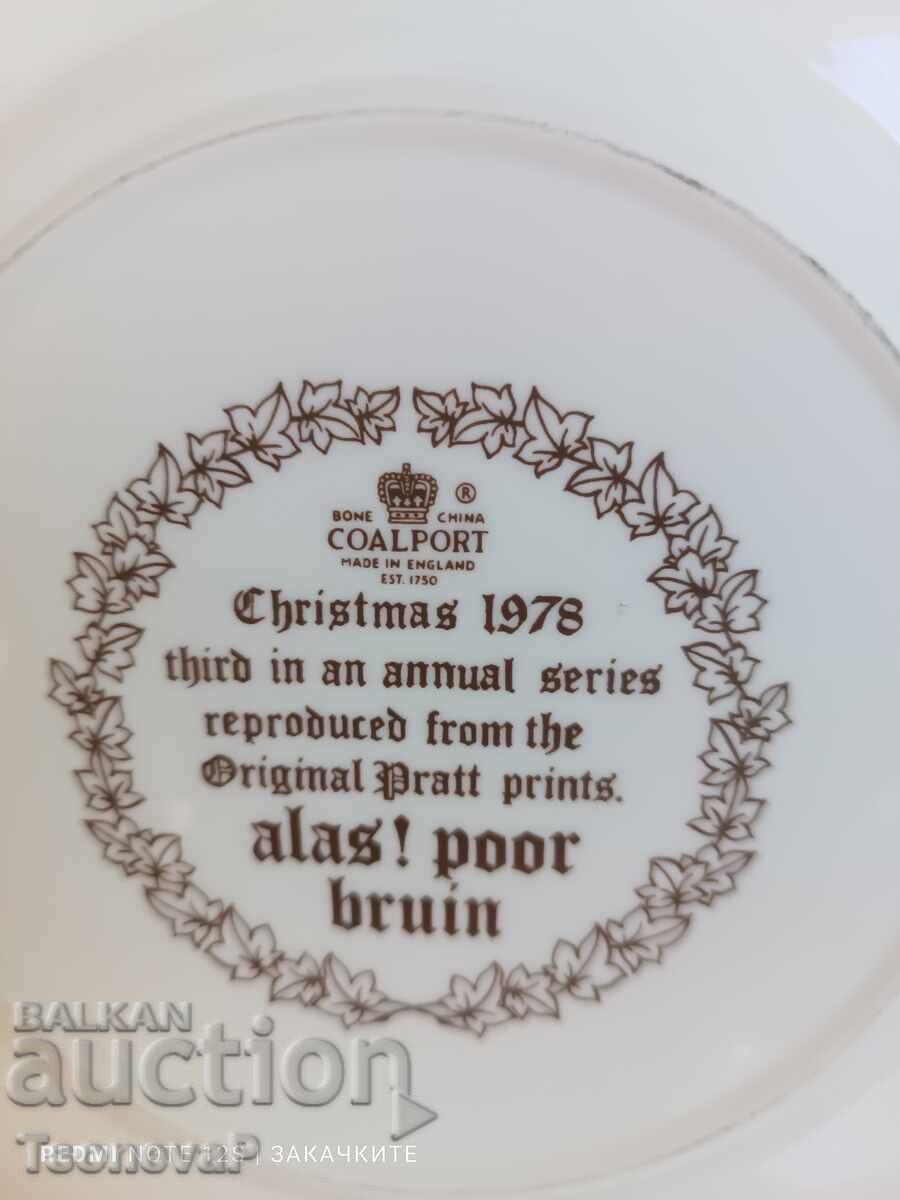 ®
BONE CHINA
COALPORT
MADE IN ENGLAND
EST. 1750
Christmas 1978
third in an annual series
reproduced from the
Original Pratt prints.
alas! poor
bruin
BALKAN
auction
TeonovaP
REDMI NOTE 12S | ЗАКАЧКИТЕ